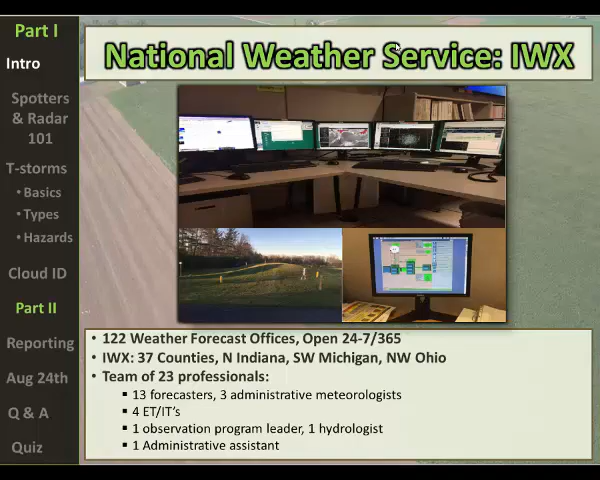 Part I
Intro
Spotters
& Radar
101
T-storms
• Basics
• Types
• Hazards
Cloud ID
Part II
Reporting
Aug 24th
Q & A
Quiz
National Weather Service: IWX
• 122 Weather Forecast Offices, Open 24-7/365
• IWX: 37 Counties, N Indiana, SW Michigan, NW Ohio
• Team of 23 professionals:
▪ 13 forecasters, 3 administrative meteorologists
▪ 4 ET/IT's
▪ 1 observation program leader, 1 hydrologist
▪ 1 Administrative assistant